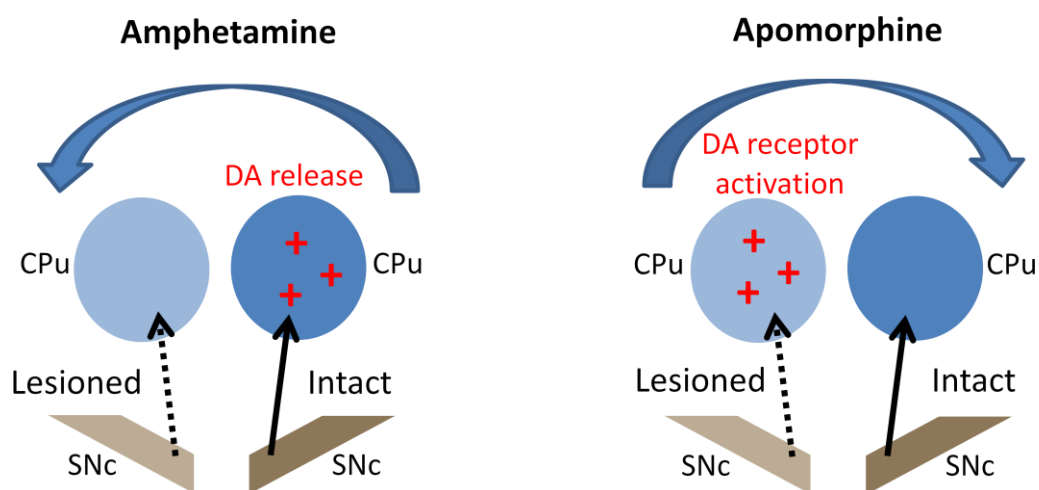 Amphetamine
DA release
CPu
CPu
Lesioned
Intact
SNc
SNc
Apomorphine
DA receptor
activation
CPu
CPu
Lesioned
Intact
SNc
SNc